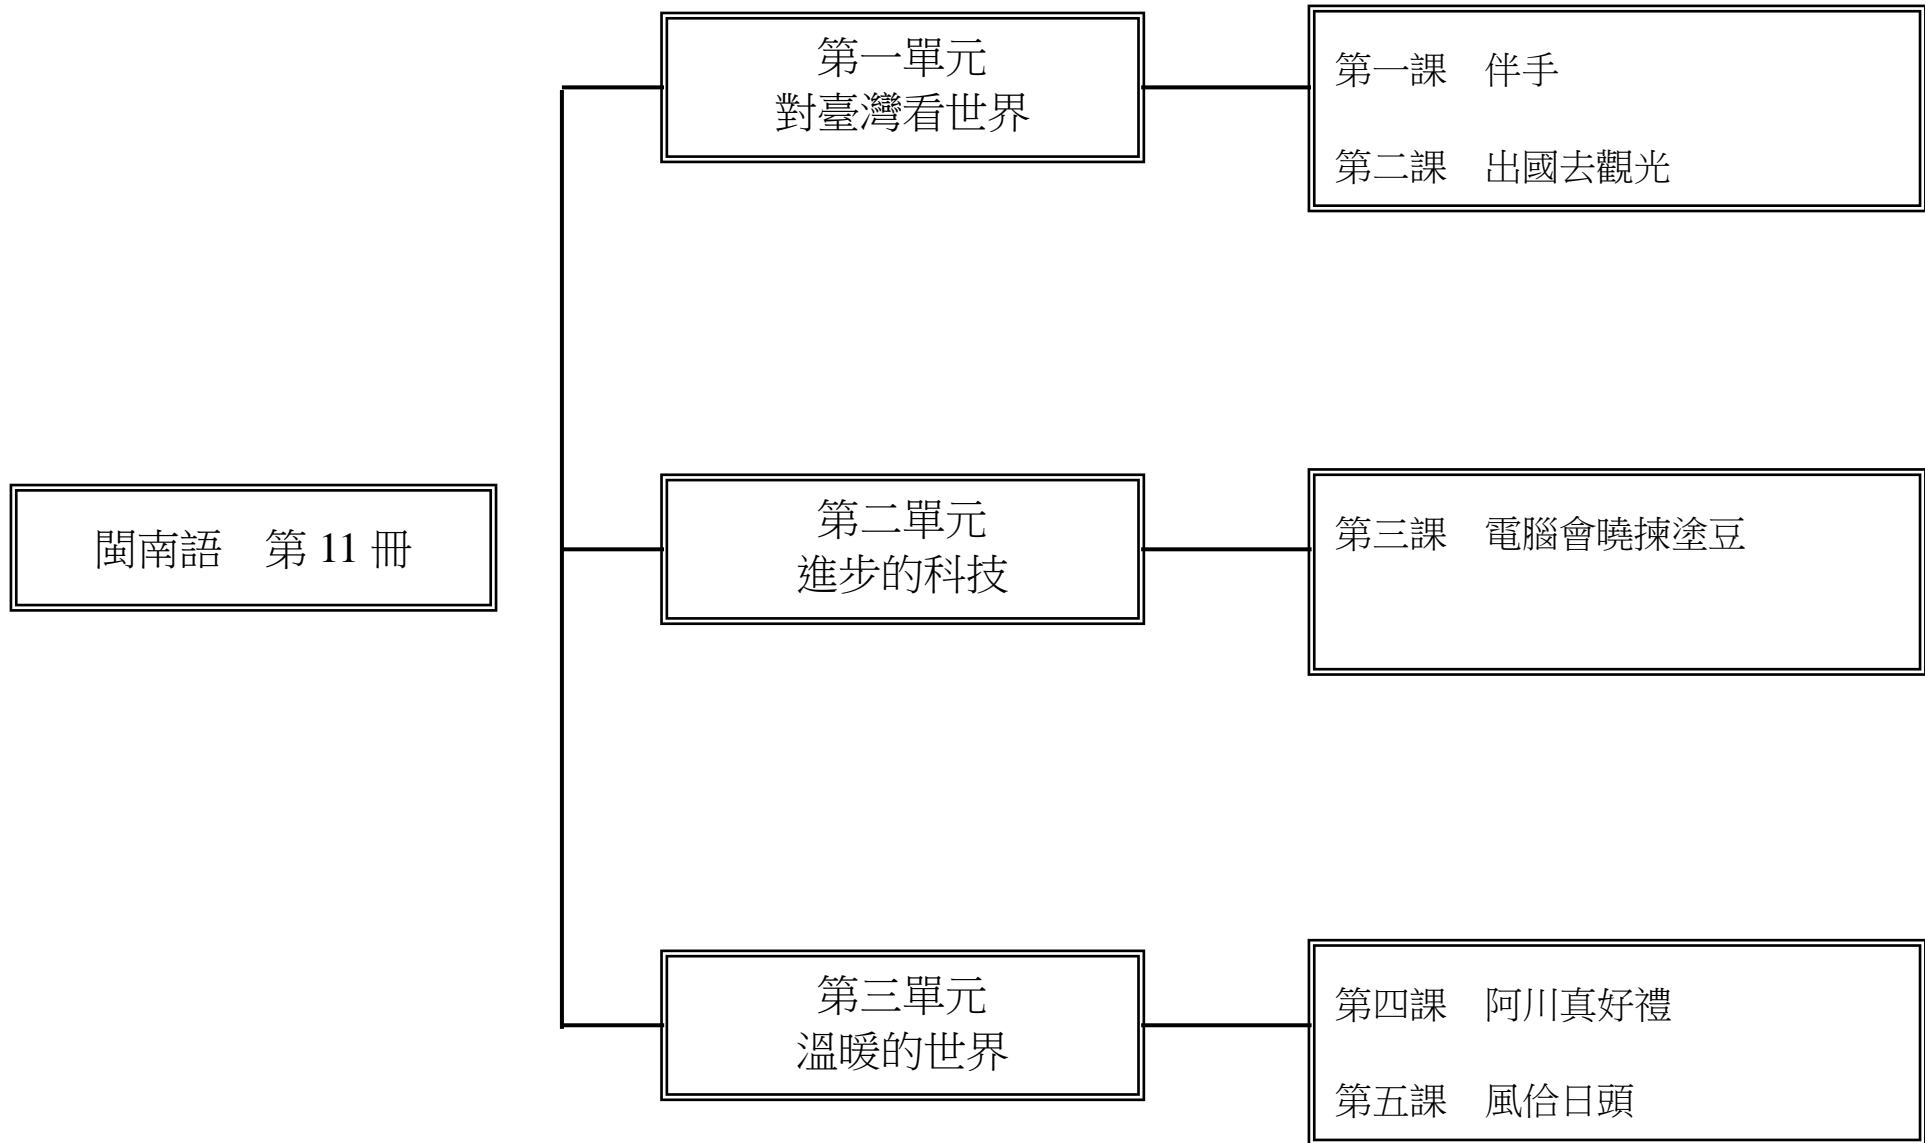 閩南語　第 11 冊
第一單元
對臺灣看世界
第一課　伴手
第二課　出國去觀光
第二單元
進步的科技
第三課　電腦會曉揀塗豆
第三單元
溫暖的世界
第四課　阿川真好禮
第五課　風佮日頭